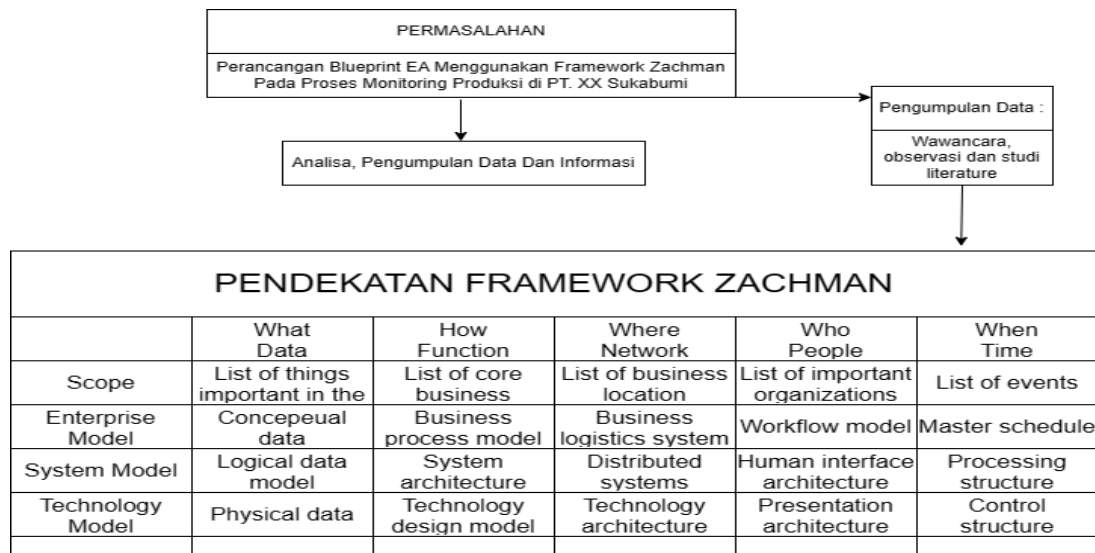 PERMASALAHAN
Perancangan Blueprint EA Menggunakan Framework Zachman
Pada Proses Monitoring Produksi di PT. XX Sukabumi
Pengumpulan Data :
Wawancara,
observasi dan studi
literature
Analisa, Pengumpulan Data Dan Informasi
PENDEKATAN FRAMEWORK ZACHMAN
What How Where Who When
Data Function Network People Time
Scope List of things List of core List of business List of important List of events
important in the business location organizations
Enterprise Concepeual Business Business Workflow model Master schedule
Model data process model logistics system
System Model Logical data System Distributed Human interface Processing
model architecture systems architecture structure
Technology Physical data Technology Technology Presentation Control
Model design model architecture architecture structure